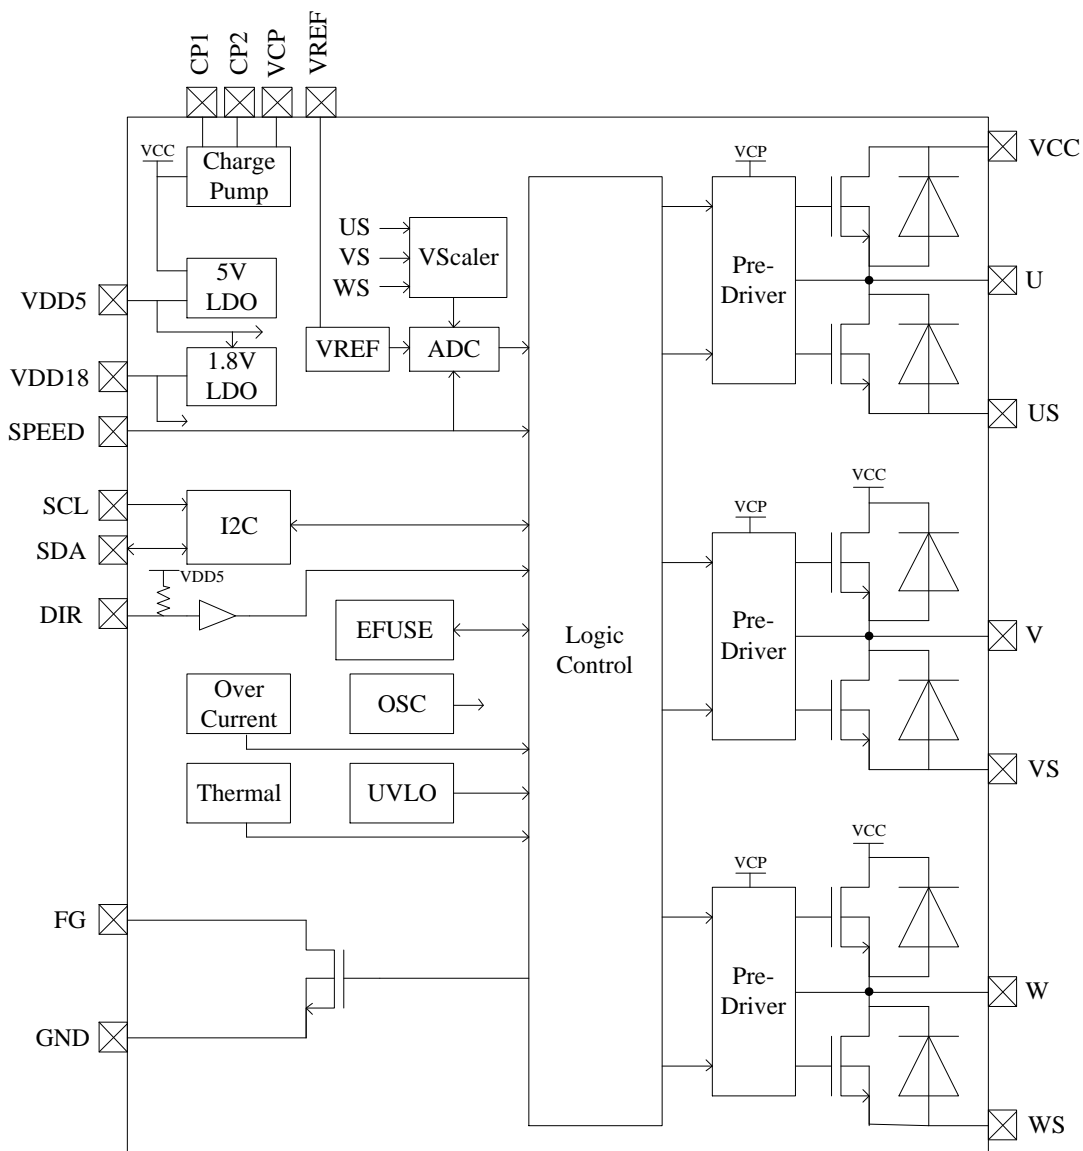 CP1
CP2
VCP
VREF
VCC
Charge
Pump
VCP
VCC
US
VS
WS
VScaler
Pre-
Driver
5V
LDO
VDD5
U
VREF
ADC
1.8V
LDO
VDD18
SPEED
US
SCL
SDA
I2C
VCC
VCP
VDD5
DIR
EFUSE
Logic
Control
Pre-
Driver
V
Over
Current
OSC
Thermal
UVLO
VS
VCC
VCP
FG
Pre-
Driver
W
GND
WS